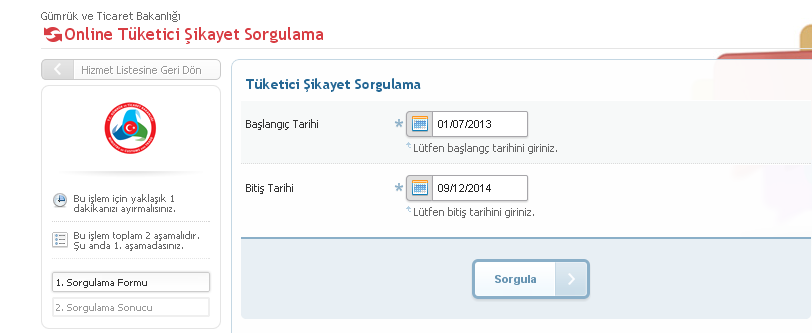 Gümrük ve Ticaret Bakanlığı
Online Tüketici Şikayet Sorgulama
Hizmet Listesine Geri Dön
Bu işlem için yaklaşık 1
dakikanızı ayırmalısınız.
Bu işlem toplam 2 aşamalıdır.
Şu anda 1. aşamadasınız.
1. Sorgulama Formu
2. Sorgulama Sonucu
Tüketici Şikayet Sorgulama
Başlangıç Tarihi
* 01/07/2013
* Lütfen başlangıç tarihini giriniz.
Bitiş Tarihi
* 09/12/2014
* Lütfen bitiş tarihini giriniz.
Sorgula